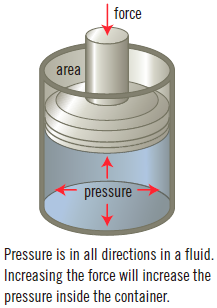 force
area
pressure
Pressure is in all directions in a fluid.
Increasing the force will increase the
pressure inside the container.